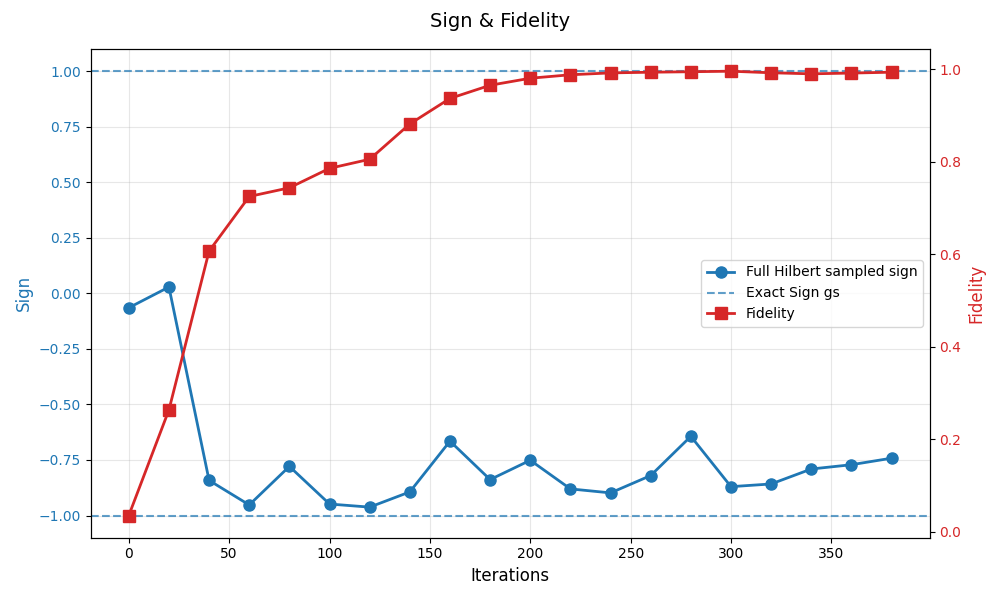 Sign & Fidelity
1.00
0.75
0.50
0.25
0.00
−0.25
−0.50
−0.75
−1.00
Sign
1.0
0.8
0.6
0.4
0.2
0.0
Fidelity
Full Hilbert sampled sign
Exact Sign gs
Fidelity
0 50 100 150 200 250 300 350
Iterations